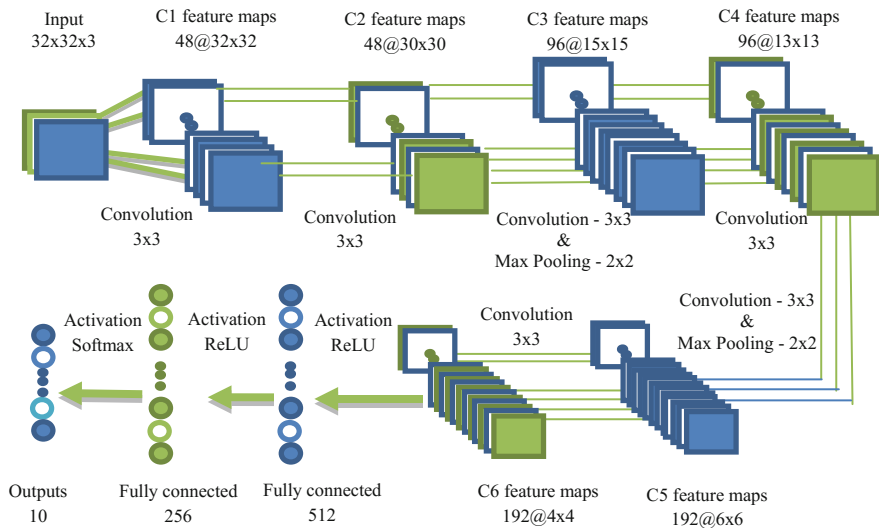 Input
32x32x3
C1 feature maps
48@32x32
C2 feature maps
48@30x30
C3 feature maps
96@15x15
C4 feature maps
96@13x13
Convolution
3x3
Convolution
3x3
Convolution - 3x3
&
Max Pooling - 2x2
Convolution
3x3
Convolution - 3x3
&
Max Pooling - 2x2
Convolution
3x3
Activation
ReLU
Activation
ReLU
Activation
Softmax
Outputs
10
Fully connected
256
Fully connected
512
C6 feature maps
192@4x4
C5 feature maps
192@6x6